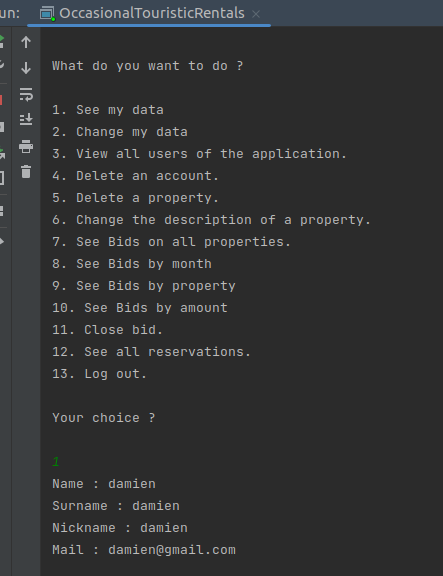 un: OccasionalTouristicRentals ×
What do you want to do ?
1. See my data
2. Change my data
3. View all users of the application.
4. Delete an account.
5. Delete a property.
6. Change the description of a property.
7. See Bids on all properties.
8. See Bids by month
9. See Bids by property
10. See Bids by amount
11. Close bid.
12. See all reservations.
13. Log out.
Your choice ?
1
Name : damien
Surname : damien
Nickname : damien
Mail : damien@gmail.com